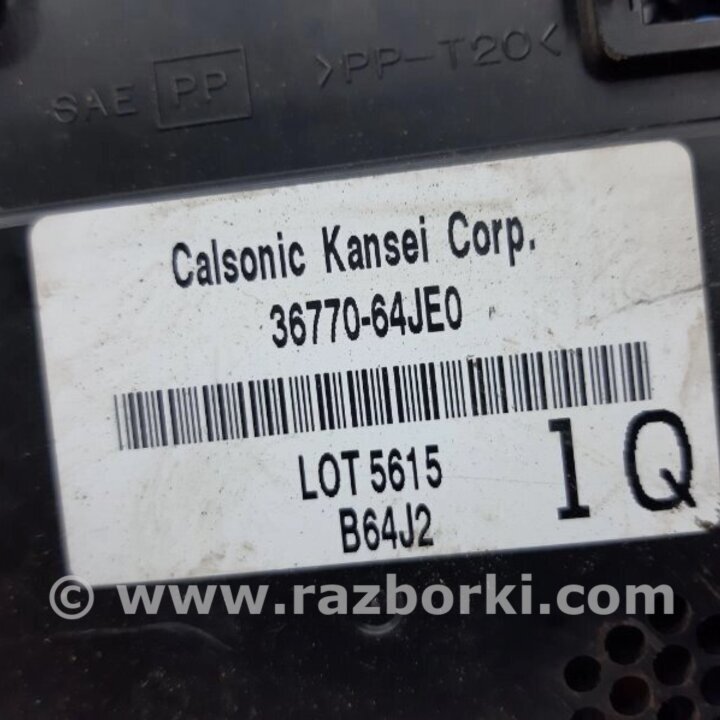 SAE PP >PP-T20<
Calsonic Kansei Corp.
36770-64JE0
LOT 5615
B64J2
1Q
© www.razborki.com